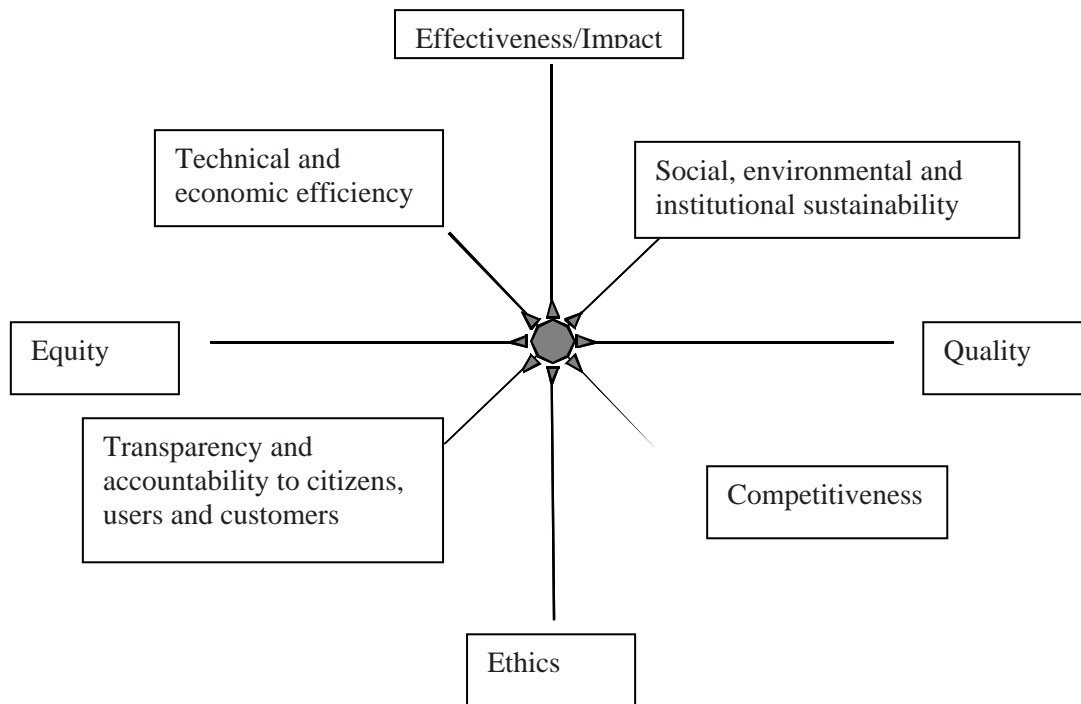 Effectiveness/Impact
Technical and
economic efficiency
Social, environmental and
institutional sustainability
Equity
Quality
Transparency and
accountability to citizens,
users and customers
Competitiveness
Ethics